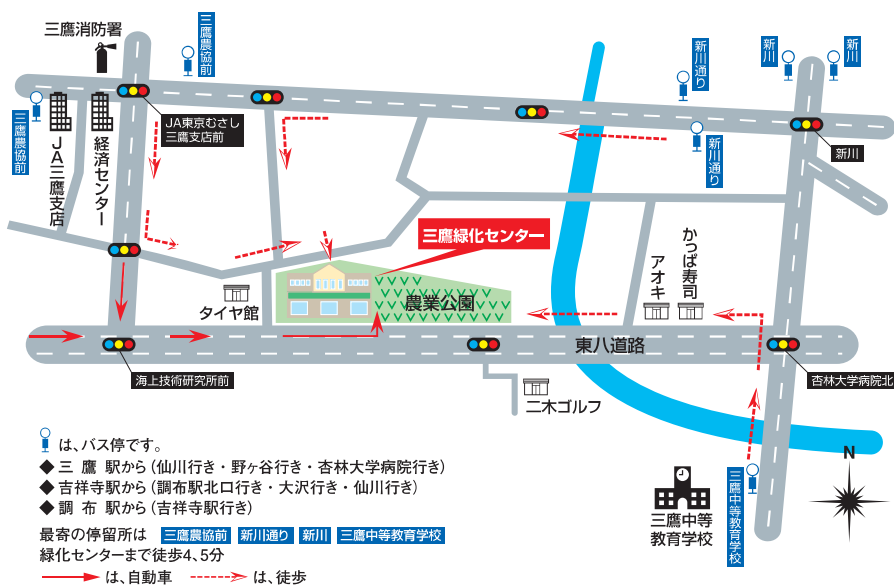 三鷹消防署
三鷹農協前
新川通り
新川
新川
三鷹農協前
JA三鷹支店
経済センター
JA東京むさし
三鷹支店前
新川通り
新川
三鷹緑化センター
かっぱ寿司
アオキ
タイヤ館
農業公園
東八道路
海上技術研究所前
杏林大学病院北
二木ゴルフ
は、バス停です。
◆三 鷹 駅から(仙川行き・野ヶ谷行き・杏林大学病院行き)
◆吉祥寺駅から(調布駅北口行き・大沢行き・仙川行き)
◆調 布 駅から(吉祥寺駅行き)
最寄の停留所は 三鷹農協前 新川通り 新川 三鷹中等教育学校
緑化センターまで徒歩4、5分
は、自動車 は、徒歩
N
三鷹中等
教育学校
三鷹中等教育学校